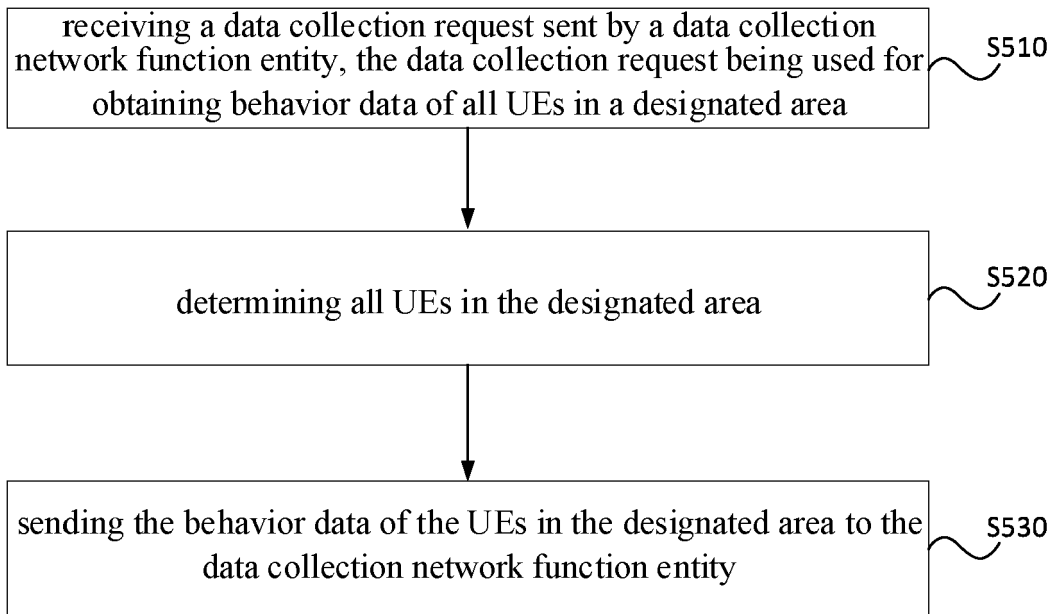 receiving a data collection request sent by a data collection
network function entity, the data collection request being used for
obtaining behavior data of all UEs in a designated area
S510
determining all UEs in the designated area
S520
sending the behavior data of the UEs in the designated area to the
data collection network function entity
S530